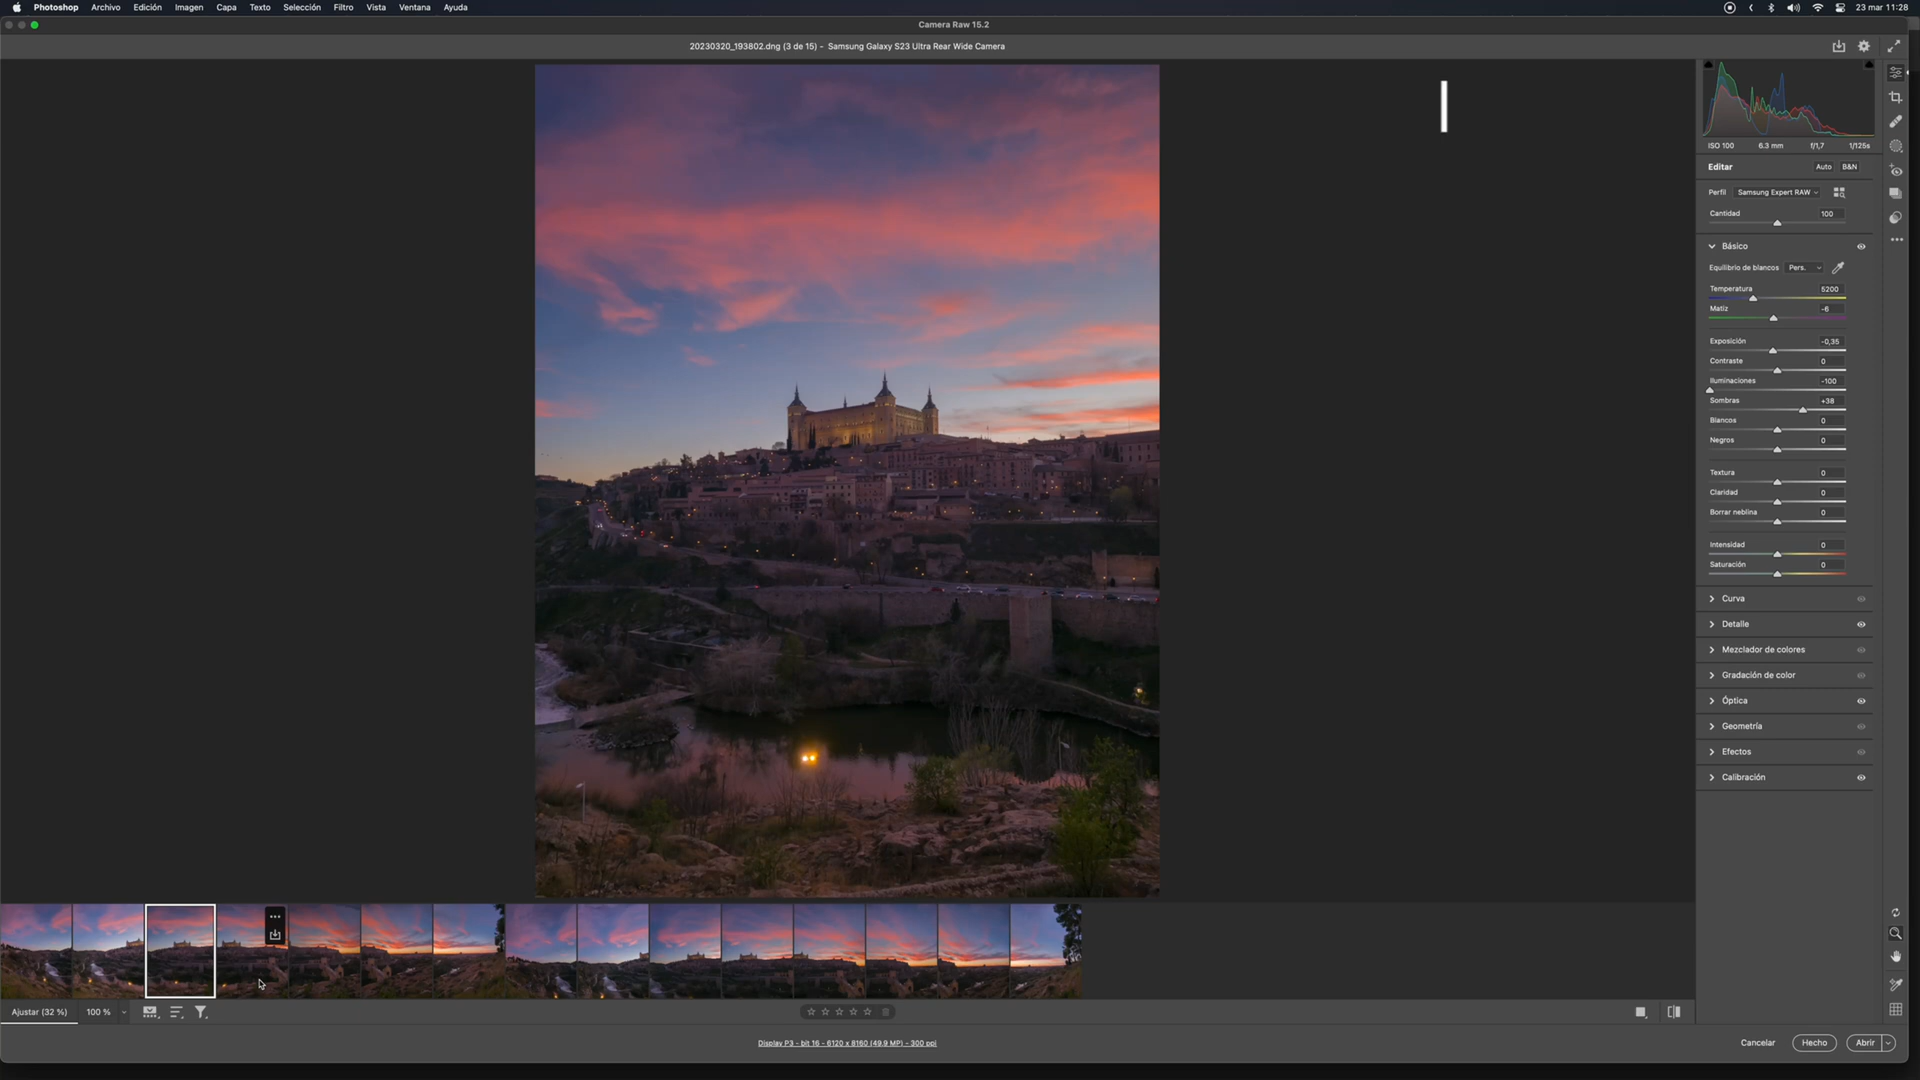 Photoshop Archivo Edición Imagen Capa Texto Selección Filtro Vista Ventana Ayuda 23 mar 11:28
Camera Raw 15.2
20230320_193802.dng (3 de 15) - Samsung Galaxy S23 Ultra Rear Wide Camera
ISO 100 6.3 mm f/1,7 1/125s
Editar Auto B&N
Perfil Samsung Expert RAW
Cantidad 100
Básico
Equilibrio de blancos Pers.
Temperatura 5200
Matiz -6
Exposición -0,35
Contraste 0
Iluminaciones -100
Sombras +38
Blancos 0
Negros 0
Textura 0
Claridad 0
Borrar neblina 0
Intensidad 0
Saturación 0
Curva
Detalle
Mezclador de colores
Gradación de color
Óptica
Geometría
Efectos
Calibración
Ajustar (32 %) 100 %
Display P3 - bit 16 - 6120 x 8160 (49.9 MP) - 300 ppi
Cancelar Hecho Abrir